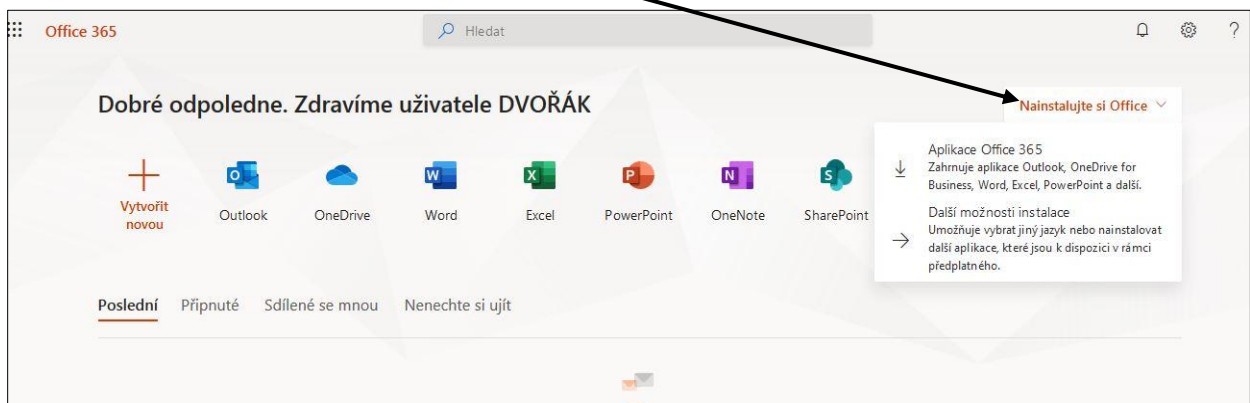 Office 365
Hledat
?
Dobré odpoledne. Zdravíme uživatele DVOŘÁK
Nainstalujte si Office
Aplikace Office 365
Zahrnuje aplikace Outlook, OneDrive for
Business, Word, Excel, PowerPoint a další.
Další možnosti instalace
Umožňuje vybrat jiný jazyk nebo nainstalovat
další aplikace, které jsou k dispozici v rámci
předplatného.
Vytvořit
novou
Outlook
OneDrive
Word
Excel
PowerPoint
OneNote
SharePoint
Poslední
Připnuté
Sdílené se mnou
Nenechte si ujít